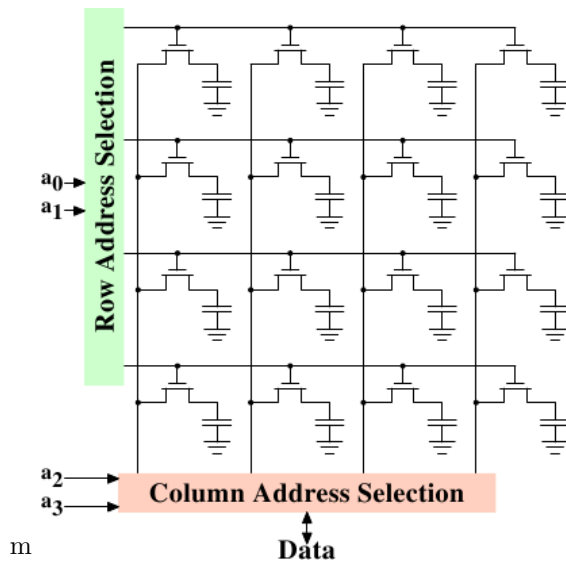 Row Address Selection
a0
a1
a2
a3
Column Address Selection
m
Data